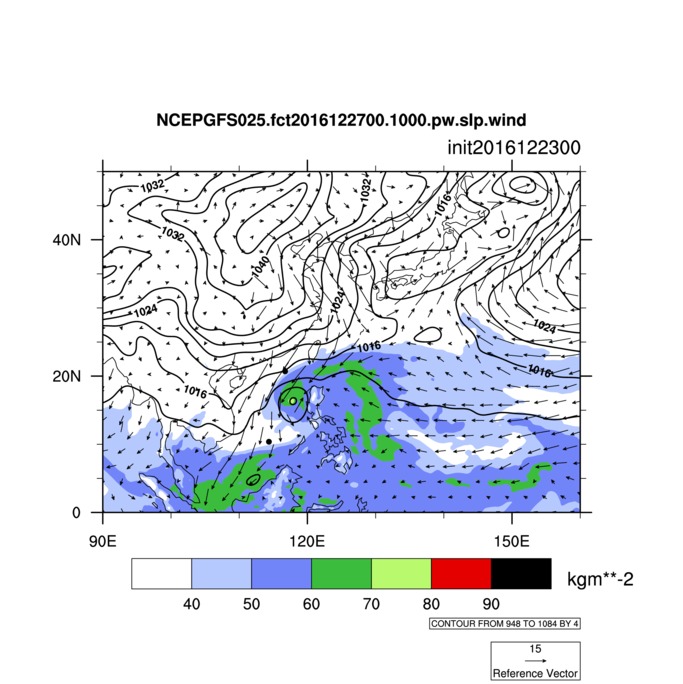 NCEPGFS025.fct2016122700.1000.pw.slp.wind
init2016122300
1032
1032
1016
1032
40N
1040
1024
1024
1024
1016
20N
1016
1016
0
90E 120E 150E
kgm**-2
40 50 60 70 80 90
CONTOUR FROM 948 TO 1084 BY 4
15
Reference Vector